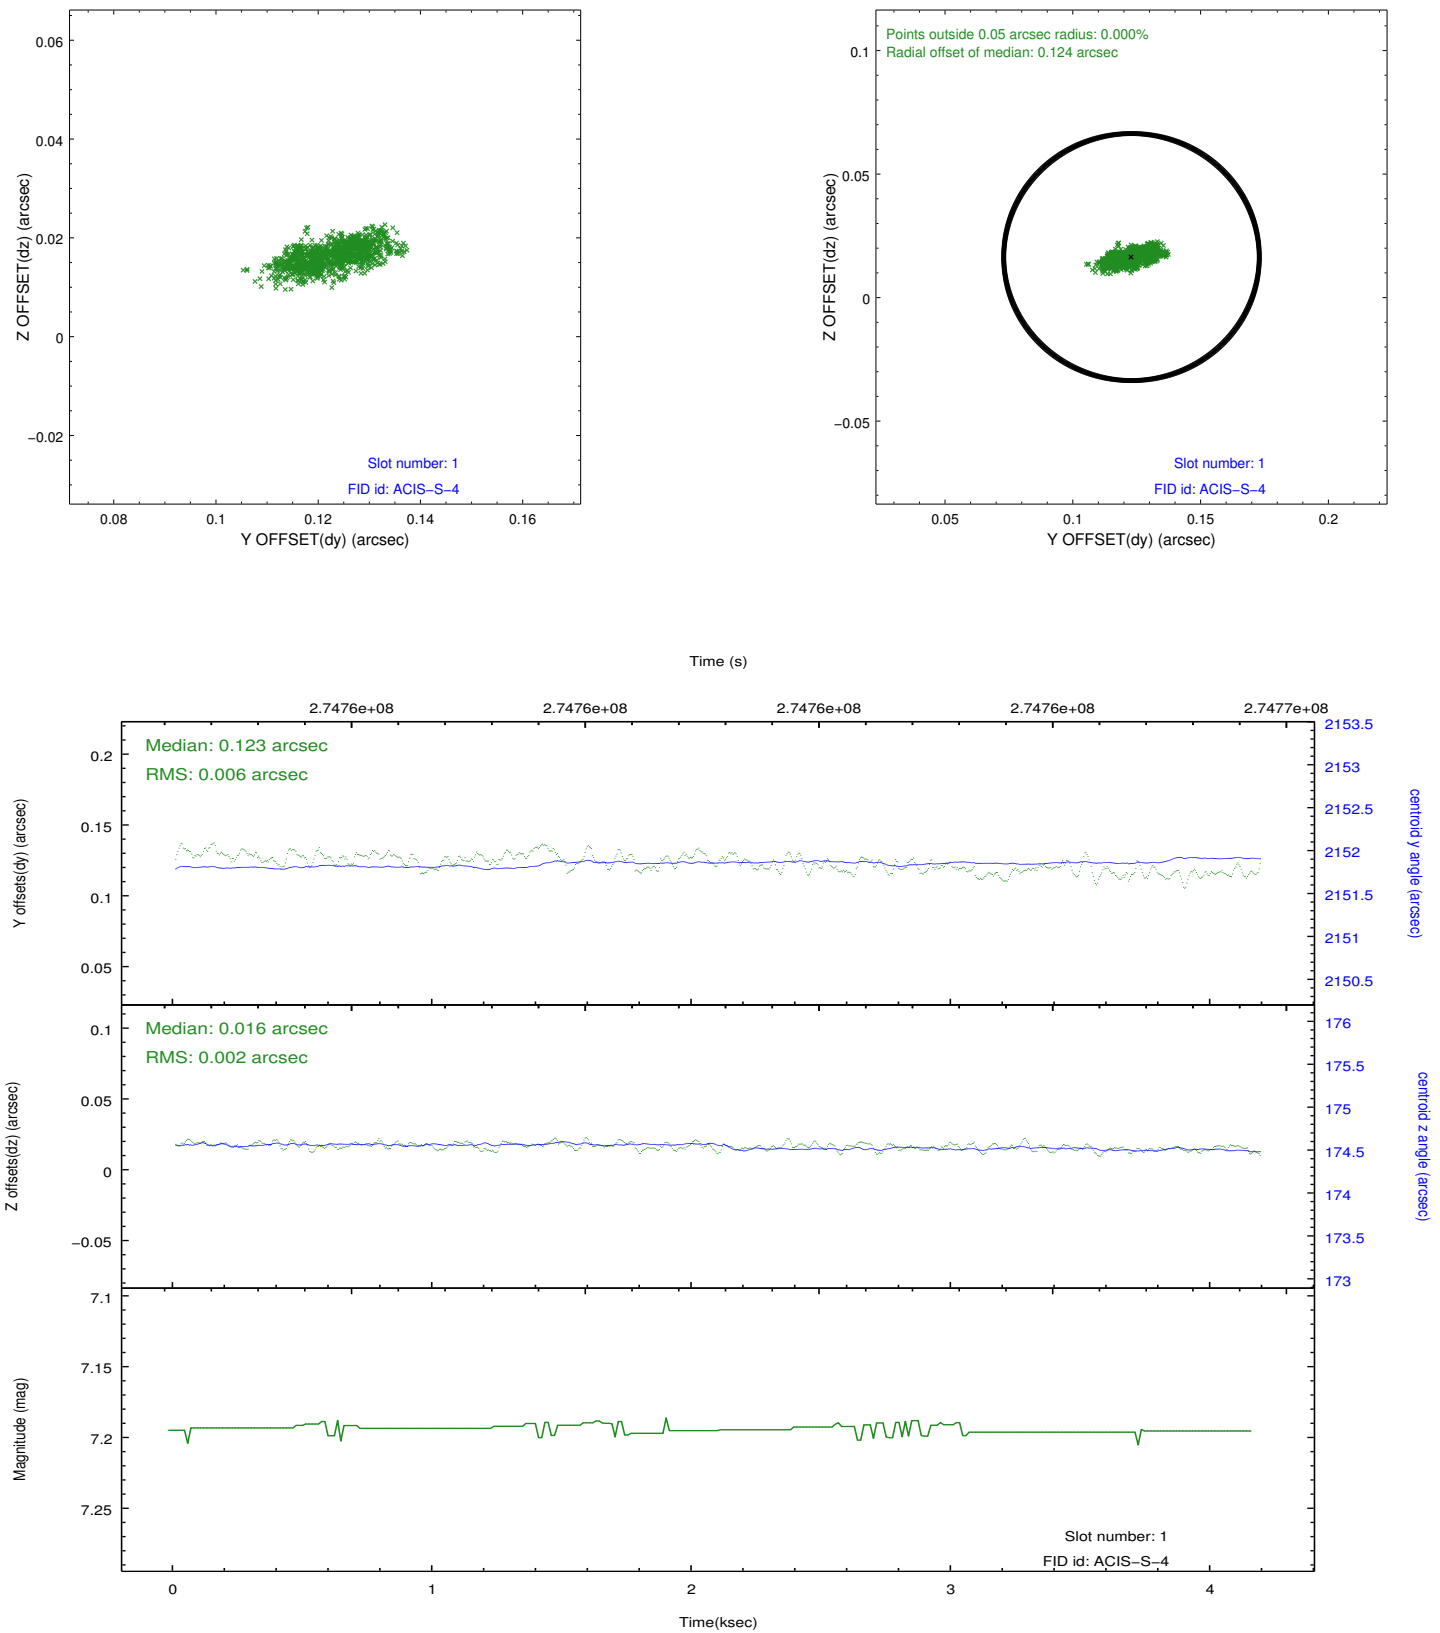 0.06
0.04
0.02
0
−0.02
Z OFFSET(dz) (arcsec)
Slot number: 1
FID id: ACIS−S−4
0.08
0.1
0.12
0.14
0.16
Y OFFSET(dy) (arcsec)
Points outside 0.05 arcsec radius: 0.000%
Radial offset of median: 0.124 arcsec
0.1
0.05
0
−0.05
Z OFFSET(dz) (arcsec)
Slot number: 1
FID id: ACIS−S−4
0.05
0.1
0.15
0.2
Y OFFSET(dy) (arcsec)
Time (s)
2.7476e+08
2.7476e+08
2.7476e+08
2.7476e+08
2.7477e+08
Median: 0.123 arcsec
RMS: 0.006 arcsec
0.2
0.15
0.1
0.05
Y offsets(dy) (arcsec)
2153.5
2153
2152.5
2152
2151.5
2151
2150.5
centroid y angle (arcsec)
Median: 0.016 arcsec
RMS: 0.002 arcsec
0.1
0.05
0
−0.05
Z offsets(dz) (arcsec)
176
175.5
175
174.5
174
173.5
173
centroid z angle (arcsec)
7.1
7.15
7.2
7.25
Magnitude (mag)
Slot number: 1
FID id: ACIS−S−4
0
1
2
3
4
Time(ksec)